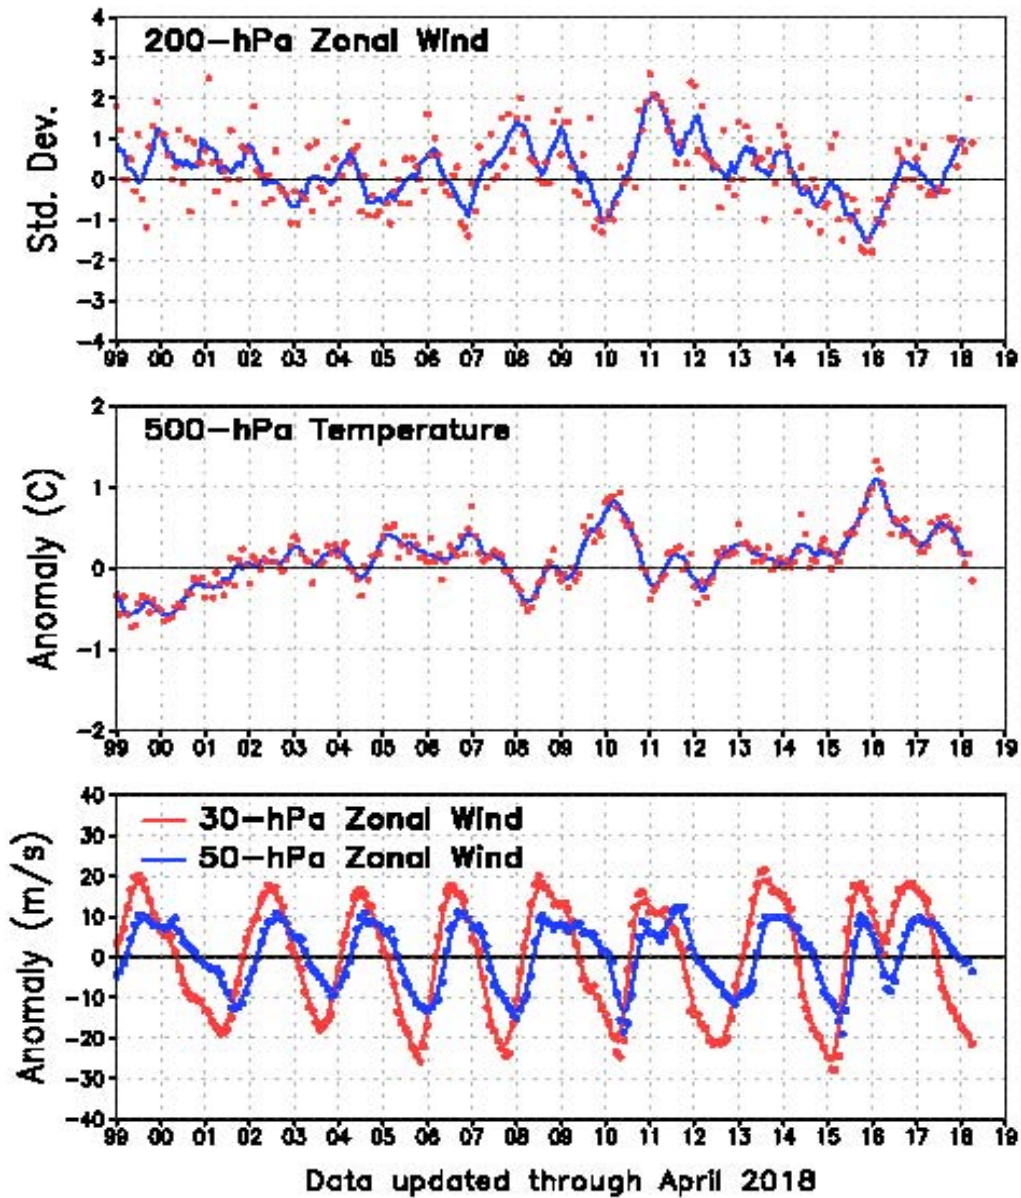 200-hPa Zonal Wind
Std. Dev.
4
3
2
1
0
-1
-2
-3
-4
99 00 01 02 03 04 05 06 07 08 09 10 11 12 13 14 15 16 17 18 19
500-hPa Temperature
Anomaly (C)
2
1
0
-1
-2
99 00 01 02 03 04 05 06 07 08 09 10 11 12 13 14 15 16 17 18 19
30-hPa Zonal Wind
50-hPa Zonal Wind
Anomaly (m/s)
40
30
20
10
0
-10
-20
-30
-40
99 00 01 02 03 04 05 06 07 08 09 10 11 12 13 14 15 16 17 18 19
Data updated through April 2018